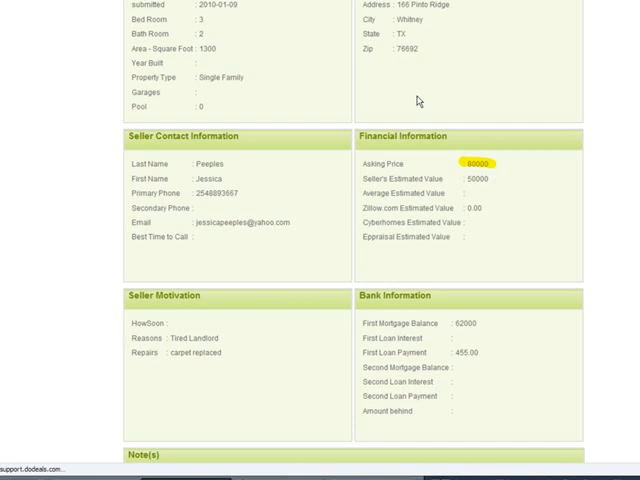 submitted : 2010-01-09
Bed Room : 3
Bath Room : 2
Area - Square Foot : 1300
Year Built :
Property Type : Single Family
Garages :
Pool : 0
Address : 166 Pinto Ridge
City : Whitney
State : TX
Zip : 76692
Seller Contact Information
Last Name : Peeples
First Name : Jessica
Primary Phone : 2548893667
Secondary Phone :
Email : jessicapeeples@yahoo.com
Best Time to Call :
Financial Information
Asking Price : 80000
Seller's Estimated Value : 50000
Average Estimated Value :
Zillow.com Estimated Value : 0.00
Cyberhomes Estimated Value :
Eppraisal Estimated Value :
Seller Motivation
HowSoon :
Reasons : Tired Landlord
Repairs : carpet replaced
Bank Information
First Mortgage Balance : 62000
First Loan Interest :
First Loan Payment : 455.00
Second Mortgage Balance :
Second Loan Interest :
Second Loan Payment :
Amount behind :
Note(s)
support.dodeals.com...